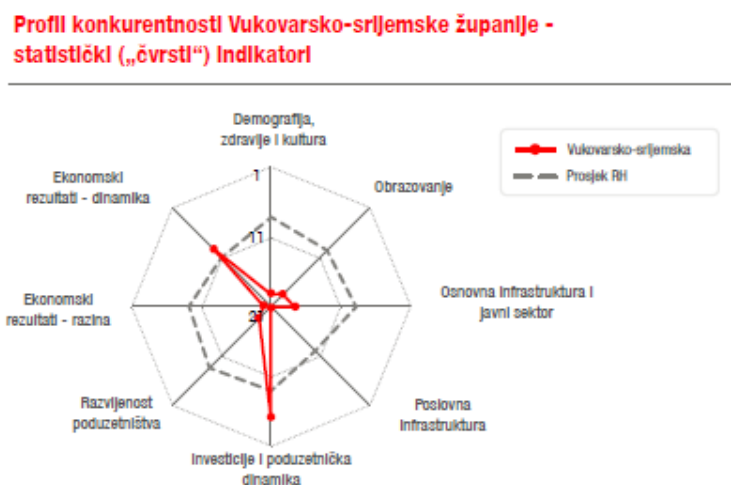 Profil konkurentnosti Vukovarsko-srijemske županije -
statistički („čvrsti“) indikatori
Demografija,
zdravlje i kultura
Vukovarsko-srijemska
Prosjek RH
Ekonomski
rezultati - dinamika
1
Obrazovanje
11
Ekonomski
rezultati - razina
21
Osnovna infrastruktura i
javni sektor
Razvijenost
poduzetništva
Poslovna
infrastruktura
Investicije i poduzetnička
dinamika